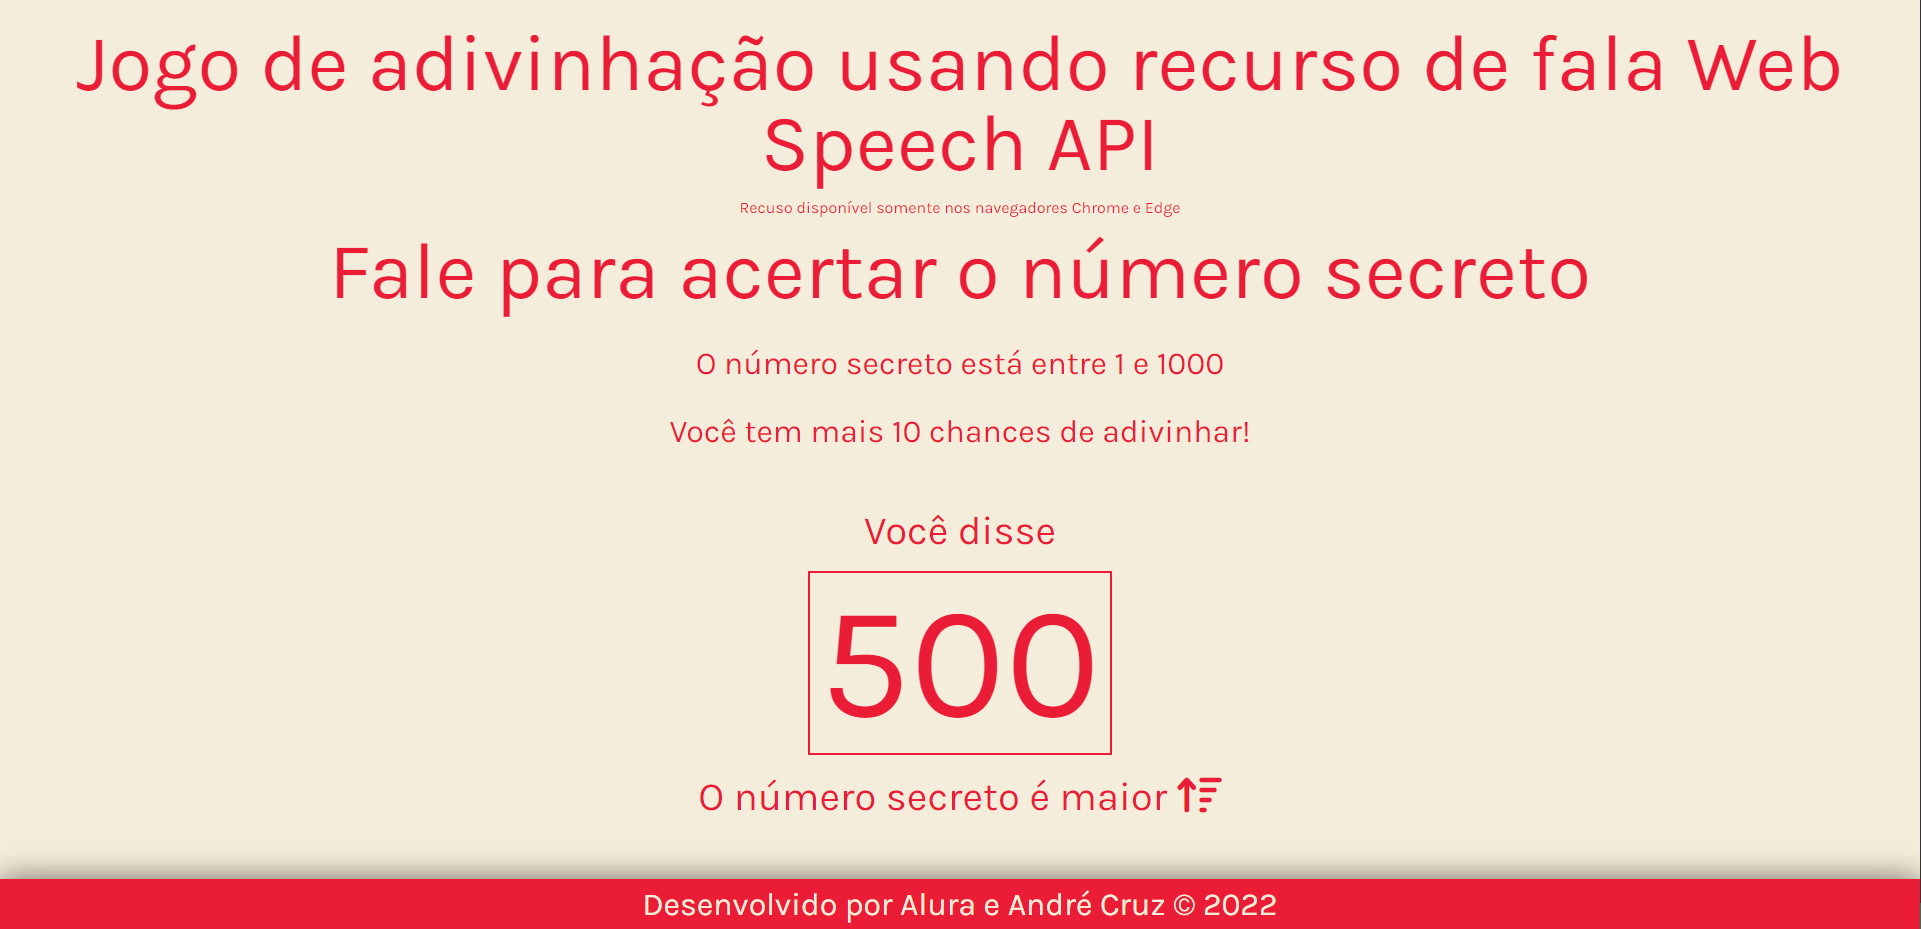 Jogo de adivinhação usando recurso de fala Web
Speech API
Recuso disponível somente nos navegadores Chrome e Edge
Fale para acertar o número secreto
O número secreto está entre 1 e 1000
Você tem mais 10 chances de adivinhar!
Você disse
500
O número secreto é maior
Desenvolvido por Alura e André Cruz © 2022